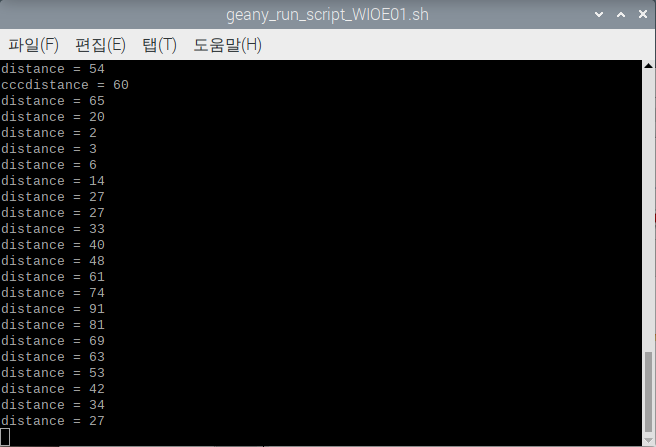 geany_run_script_WIOE01.sh
파일(F) 편집(E) 탭(T) 도움말(H)
distance = 54
cccdistance = 60
distance = 65
distance = 20
distance = 2
distance = 3
distance = 6
distance = 14
distance = 27
distance = 27
distance = 33
distance = 40
distance = 48
distance = 61
distance = 74
distance = 91
distance = 81
distance = 69
distance = 63
distance = 53
distance = 42
distance = 34
distance = 27